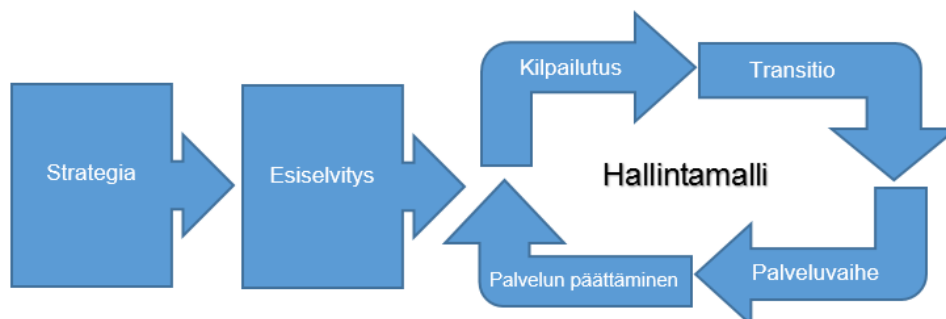 Strategia
Esiselvitys
Kilpailutus
Transitio
Hallintamalli
Palveluvaihe
Palvelun päättäminen